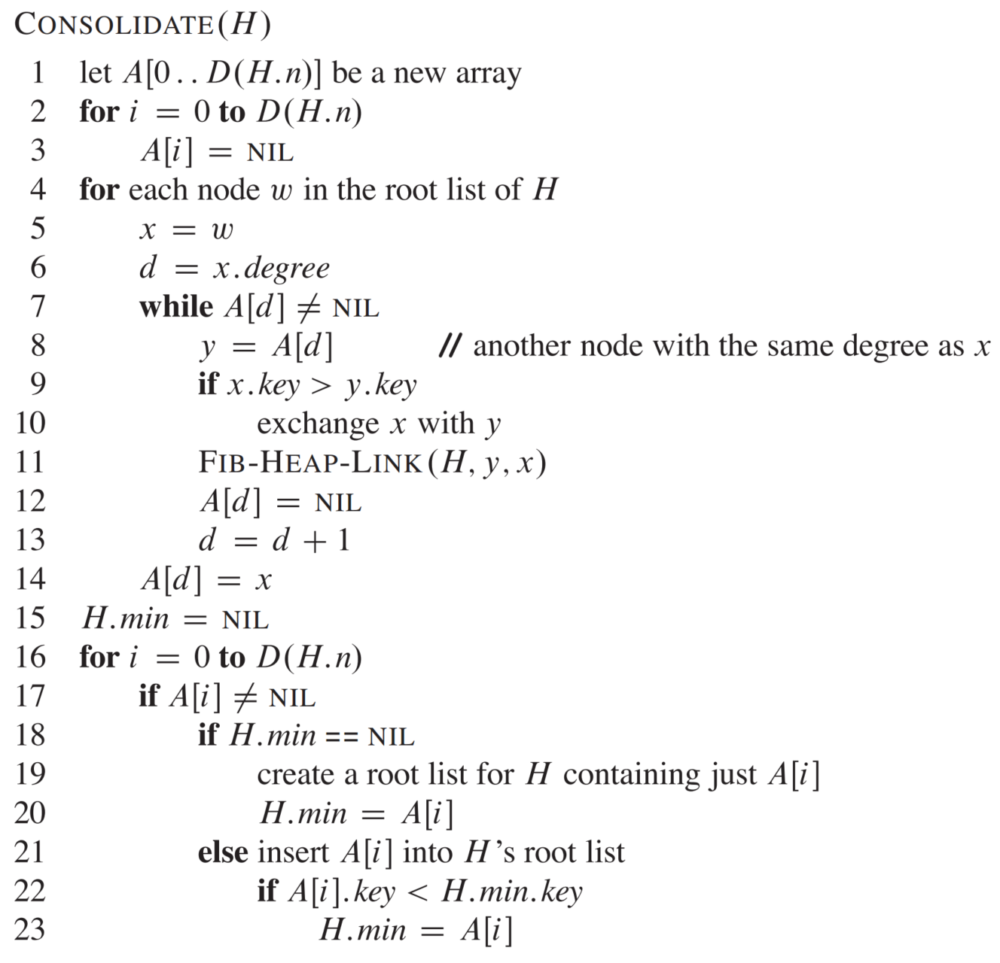 CONSOLIDATE(H)
1 let A[0 . . D(H.n)] be a new array
2 for i = 0 to D(H.n)
3 A[i] = NIL
4 for each node w in the root list of H
5 x = w
6 d = x.degree
7 while A[d] ≠ NIL
8 y = A[d] // another node with the same degree as x
9 if x.key > y.key
10 exchange x with y
11 FIB-HEAP-LINK(H, y, x)
12 A[d] = NIL
13 d = d + 1
14 A[d] = x
15 H.min = NIL
16 for i = 0 to D(H.n)
17 if A[i] ≠ NIL
18 if H.min == NIL
19 create a root list for H containing just A[i]
20 H.min = A[i]
21 else insert A[i] into H's root list
22 if A[i].key < H.min.key
23 H.min = A[i]